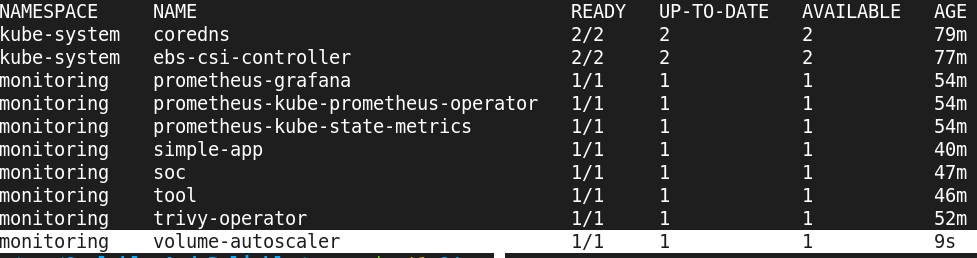 NAMESPACE NAME READY UP-TO-DATE AVAILABLE AGE
kube-system coredns 2/2 2 2 79m
kube-system ebs-csi-controller 2/2 2 2 77m
monitoring prometheus-grafana 1/1 1 1 54m
monitoring prometheus-kube-prometheus-operator 1/1 1 1 54m
monitoring prometheus-kube-state-metrics 1/1 1 1 54m
monitoring simple-app 1/1 1 1 40m
monitoring soc 1/1 1 1 47m
monitoring tool 1/1 1 1 46m
monitoring trivy-operator 1/1 1 1 52m
monitoring volume-autoscaler 1/1 1 1 9s